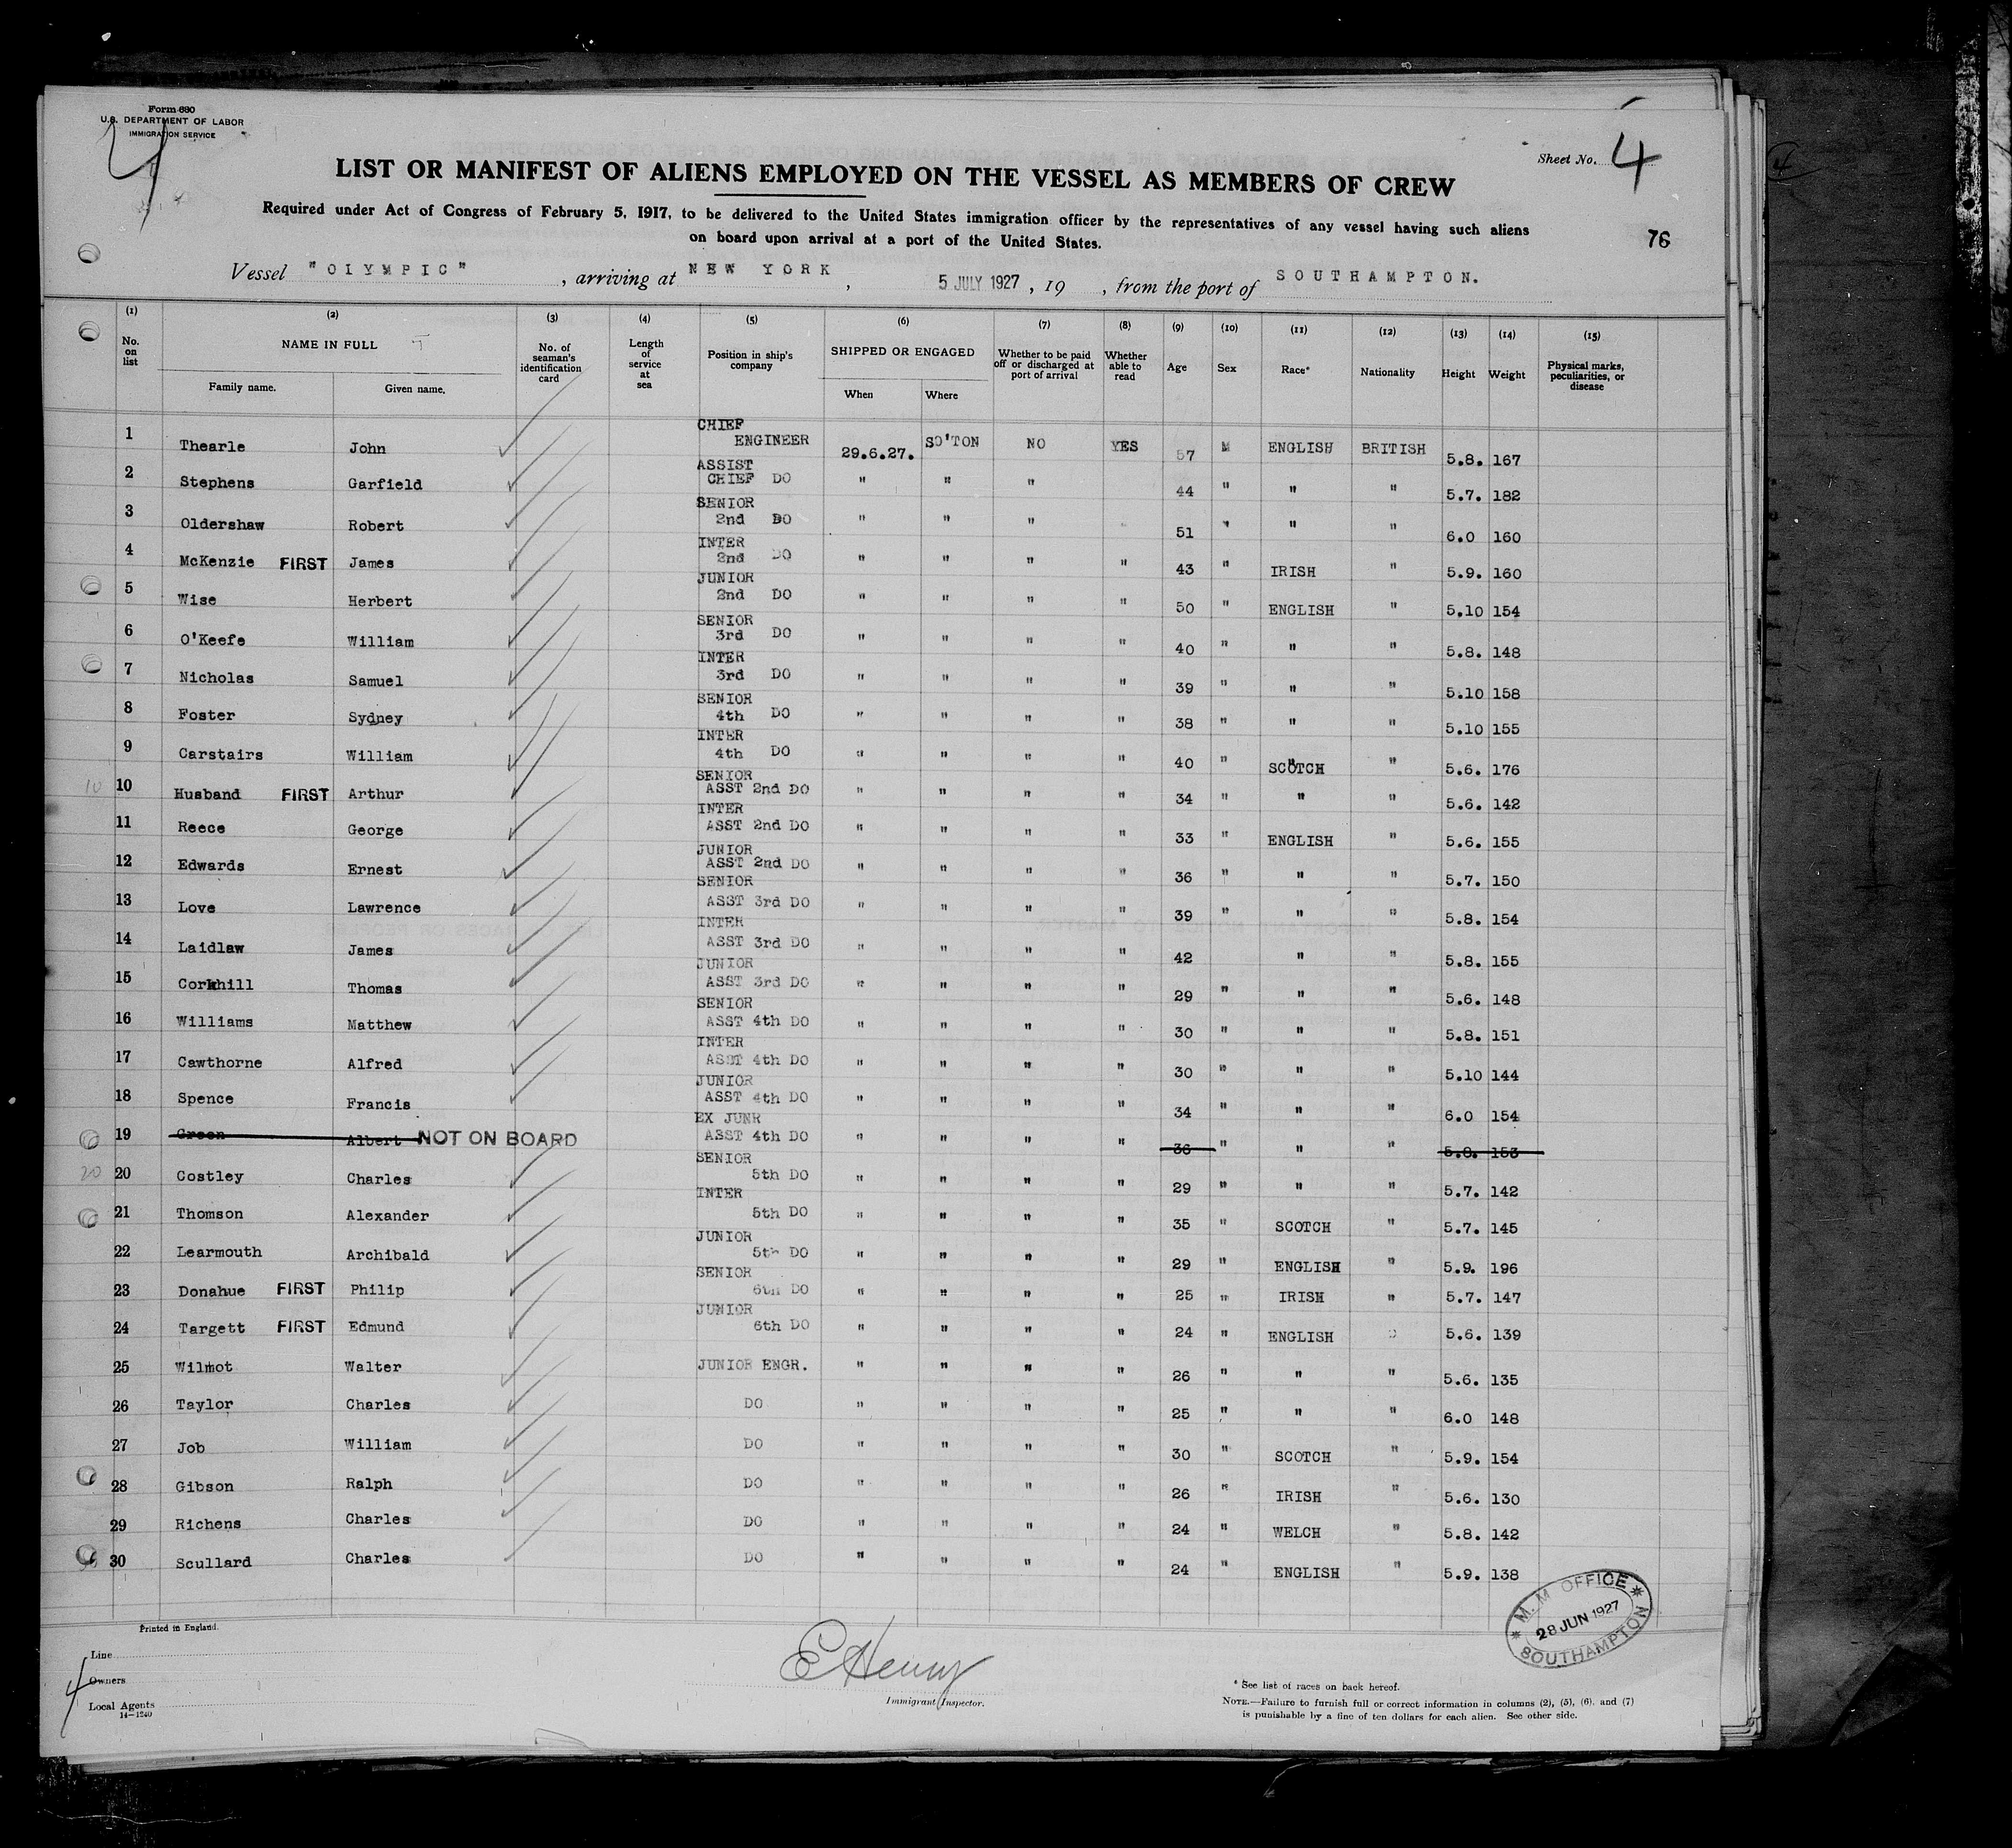 Form 680
U.S. DEPARTMENT OF LABOR
IMMIGRATION SERVICE
4
Sheet No. 4
LIST OR MANIFEST OF ALIENS EMPLOYED ON THE VESSEL AS MEMBERS OF CREW
Required under Act of Congress of February 5, 1917, to be delivered to the United States immigration officer by the representatives of any vessel having such aliens
on board upon arrival at a port of the United States.
76
Vessel "OLYMPIC", arriving at NEW YORK, 5 JULY 1927, 19 , from the port of SOUTHAMPTON.
(1) (2) (3) (4) (5) (6) (7) (8) (9) (10) (11) (12) (13) (14) (15)
No. on list NAME IN FULL Family name. Given name. No. of seaman's identification card Length of service at sea Position in ship's company SHIPPED OR ENGAGED When Where Whether to be paid off or discharged at port of arrival Whether able to read Age Sex Race* Nationality Height Weight Physical marks, peculiarities, or disease
1 Thearle John CHIEF ENGINEER 29.6.27. SO'TON NO YES 57 M ENGLISH BRITISH 5.8. 167
2 Stephens Garfield ASSIST CHIEF DO " " " 44 " " " 5.7. 182
3 Oldershaw Robert SENIOR 2nd DO " " " 51 " " " 6.0 160
4 McKenzie FIRST James INTER 2nd DO " " " " 43 " IRISH " 5.9. 160
5 Wise Herbert JUNIOR 2nd DO " " " " 50 " ENGLISH " 5.10 154
6 O'Keefe William SENIOR 3rd DO " " " " 40 " " " 5.8. 148
7 Nicholas Samuel INTER 3rd DO " " " " 39 " " " 5.10 158
8 Foster Sydney SENIOR 4th DO " " " " 38 " " " 5.10 155
9 Carstairs William INTER 4th DO " " " " 40 " SCOTCH " 5.6. 176
10 10 Husband FIRST Arthur SENIOR ASST 2nd DO " " " " 34 " " " 5.6. 142
11 Reece George INTER ASST 2nd DO " " " " 33 " ENGLISH " 5.6. 155
12 Edwards Ernest JUNIOR ASST 2nd DO " " " " 36 " " " 5.7. 150
13 Love Lawrence SENIOR ASST 3rd DO " " " " 39 " " " 5.8. 154
14 Laidlaw James INTER ASST 3rd DO " " " " 42 " " 5.8. 155
15 Corkhill Thomas JUNIOR ASST 3rd DO " " " " 29 " " " 5.6. 148
16 Williams Matthew SENIOR ASST 4th DO " " " " 30 " " " 5.8. 151
17 Cawthorne Alfred INTER ASST 4th DO " " " " 30 " " " 5.10 144
18 Spence Francis JUNIOR ASST 4th DO " " " " 34 " " " 6.0 154
19 Green Albert NOT ON BOARD EX JUNR ASST 4th DO " " " " 36 " " " 153
20 20 Costley Charles SENIOR 5th DO " " " " 29 " " " 5.7. 142
21 Thomson Alexander INTER 5th DO " " " " 35 " SCOTCH " 5.7. 145
22 Learmouth Archibald JUNIOR 5th DO " " " " 29 " ENGLISH " 5.9. 196
23 Donahue FIRST Philip SENIOR 6th DO " " " " 25 " IRISH " 5.7. 147
24 Targett FIRST Edmund JUNIOR 6th DO " " " " 24 " ENGLISH 5.6. 139
25 Wilmot Walter JUNIOR ENGR. " " " " 26 " " " 5.6. 135
26 Taylor Charles DO " " " " 25 " " " 6.0 148
27 Job William DO " " " " 30 " SCOTCH " 5.9. 154
28 Gibson Ralph DO " " " " 26 " IRISH " 5.6. 130
29 Richens Charles DO " " " " 24 " WELCH " 5.8. 142
30 Scullard Charles DO " " " " 24 " ENGLISH " 5.9. 138
M.M OFFICE
28 JUN 1927
SOUTHAMPTON
Printed in England.
Line
Owners
Local Agents
14—1240
4
E Henry
Immigrant Inspector.
* See list of races on back hereof.
NOTE.—Failure to furnish full or correct information in columns (2), (5), (6), and (7)
is punishable by a fine of ten dollars for each alien. See other side.